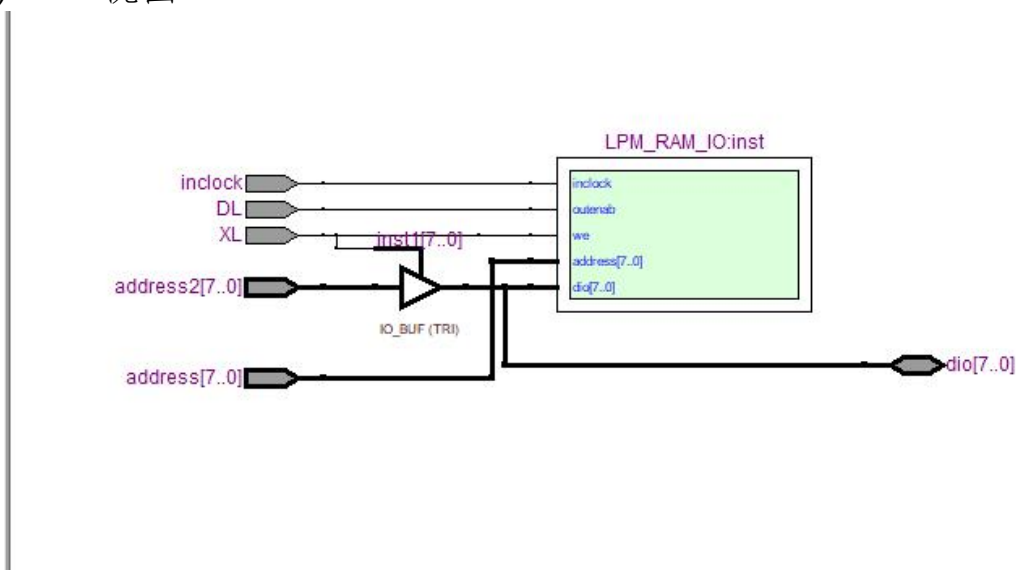 LPM_RAM_IO:inst
inclock
inclock
DL
outenab
XL
we
inst1[7..0]
address[7..0]
address2[7..0]
dio[7..0]
IO_BUF (TRI)
address[7..0]
dio[7..0]